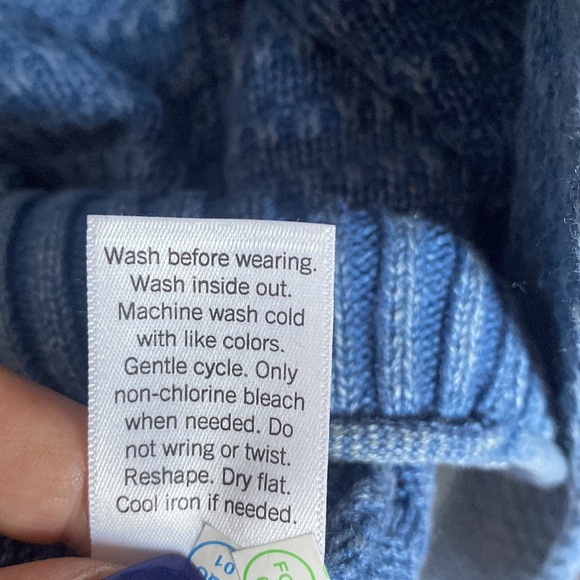 Wash before wearing.
Wash inside out.
Machine wash cold
with like colors.
Gentle cycle. Only
non-chlorine bleach
when needed. Do
not wring or twist.
Reshape. Dry flat.
Cool iron if needed.
01